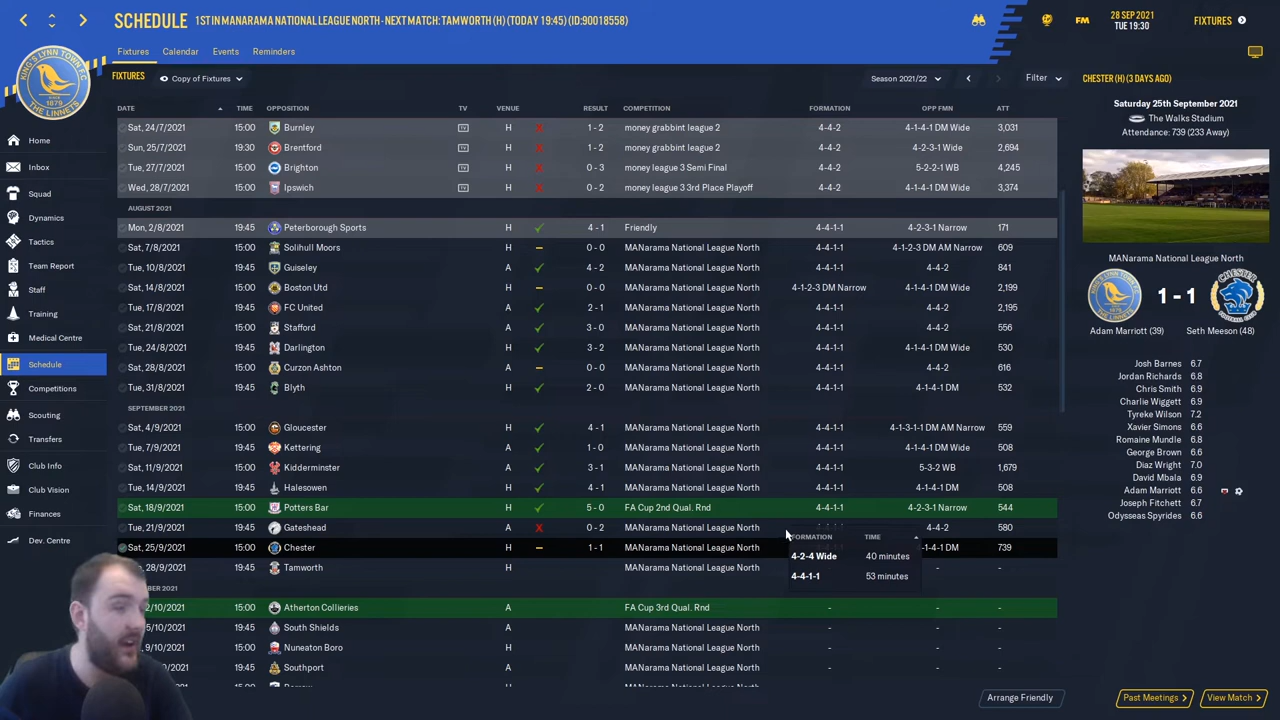 SCHEDULE 1ST IN MANARAMA NATIONAL LEAGUE NORTH - NEXT MATCH: TAMWORTH (H) (TODAY 19:45) (ID:90018558)
FM 28 SEP 2021 TUE 19:30 FIXTURES
Fixtures Calendar Events Reminders
FIXTURES Copy of Fixtures Season 2021/22 Filter
DATE TIME OPPOSITION TV VENUE RESULT COMPETITION FORMATION OPP FMN ATT
Sat, 24/7/2021 15:00 Burnley TV H 1 - 2 money grabbint league 2 4-4-2 4-1-4-1 DM Wide 3,031
Sun, 25/7/2021 19:30 Brentford TV H 1 - 2 money grabbint league 2 4-4-2 4-2-3-1 Wide 2,694
Tue, 27/7/2021 15:00 Brighton TV H 0 - 3 money league 3 Semi Final 4-4-2 5-2-2-1 WB 4,245
Wed, 28/7/2021 15:00 Ipswich TV H 0 - 2 money league 3 3rd Place Playoff 4-4-2 4-1-4-1 DM Wide 3,374
AUGUST 2021
Mon, 2/8/2021 19:45 Peterborough Sports H 4 - 1 Friendly 4-4-1-1 4-2-3-1 Narrow 171
Sat, 7/8/2021 15:00 Solihull Moors H 0 - 0 MANarama National League North 4-4-1-1 4-1-2-3 DM AM Narrow 609
Tue, 10/8/2021 19:45 Guiseley A 4 - 2 MANarama National League North 4-4-1-1 4-4-2 841
Sat, 14/8/2021 15:00 Boston Utd H 0 - 0 MANarama National League North 4-1-2-3 DM Narrow 4-1-4-1 DM Wide 2,199
Tue, 17/8/2021 19:45 FC United A 2 - 1 MANarama National League North 4-4-1-1 4-4-2 2,195
Sat, 21/8/2021 15:00 Stafford A 3 - 0 MANarama National League North 4-4-1-1 4-4-2 556
Tue, 24/8/2021 19:45 Darlington H 3 - 2 MANarama National League North 4-4-1-1 4-1-4-1 DM Wide 530
Sat, 28/8/2021 15:00 Curzon Ashton A 0 - 0 MANarama National League North 4-4-1-1 4-4-2 616
Tue, 31/8/2021 19:45 Blyth H 2 - 0 MANarama National League North 4-4-1-1 4-1-4-1 DM 532
SEPTEMBER 2021
Sat, 4/9/2021 15:00 Gloucester H 4 - 1 MANarama National League North 4-4-1-1 4-1-3-1-1 DM AM Narrow 559
Tue, 7/9/2021 19:45 Kettering A 1 - 0 MANarama National League North 4-4-1-1 4-1-4-1 DM Wide 508
Sat, 11/9/2021 15:00 Kidderminster A 3 - 1 MANarama National League North 4-4-1-1 5-3-2 WB 1,679
Tue, 14/9/2021 19:45 Halesowen H 4 - 1 MANarama National League North 4-4-1-1 4-1-4-1 DM 508
Sat, 18/9/2021 15:00 Potters Bar H 5 - 0 FA Cup 2nd Qual. Rnd 4-4-1-1 4-2-3-1 Narrow 544
Tue, 21/9/2021 19:45 Gateshead A 0 - 2 MANarama National League North 4-4-2 580
Sat, 25/9/2021 15:00 Chester H 1 - 1 MANarama National League North -1-4-1 DM 739
Tue, 28/9/2021 19:45 Tamworth H MANarama National League North - -
FORMATION TIME
4-2-4 Wide 40 minutes
4-4-1-1 53 minutes
2021
2/10/2021 15:00 Atherton Collieries A FA Cup 3rd Qual. Rnd - - -
5/10/2021 19:45 South Shields A MANarama National League North - - -
9/10/2021 15:00 Nuneaton Boro H MANarama National League North - - -
19:45 Southport A MANarama National League North - - -
Arrange Friendly Past Meetings View Match
KING'S LYNN TOWN F.C.
1879
THE LINNETS
Home
Inbox
Squad
Dynamics
Tactics
Team Report
Staff
Training
Medical Centre
Schedule
Competitions
Scouting
Transfers
Club Info
Club Vision
Finances
Dev. Centre
CHESTER (H) (3 DAYS AGO)
Saturday 25th September 2021
The Walks Stadium
Attendance: 739 (233 Away)
MANarama National League North
1 - 1
Adam Marriott (39) Seth Meeson (48)
Josh Barnes 6.7
Jordan Richards 6.8
Chris Smith 6.9
Charlie Wiggett 6.9
Tyreke Wilson 7.2
Xavier Simons 6.6
Romaine Mundle 6.8
George Brown 6.6
Diaz Wright 7.0
David Mbala 6.9
Adam Marriott 6.6
Joseph Fitchett 6.7
Odysseas Spyrides 6.6